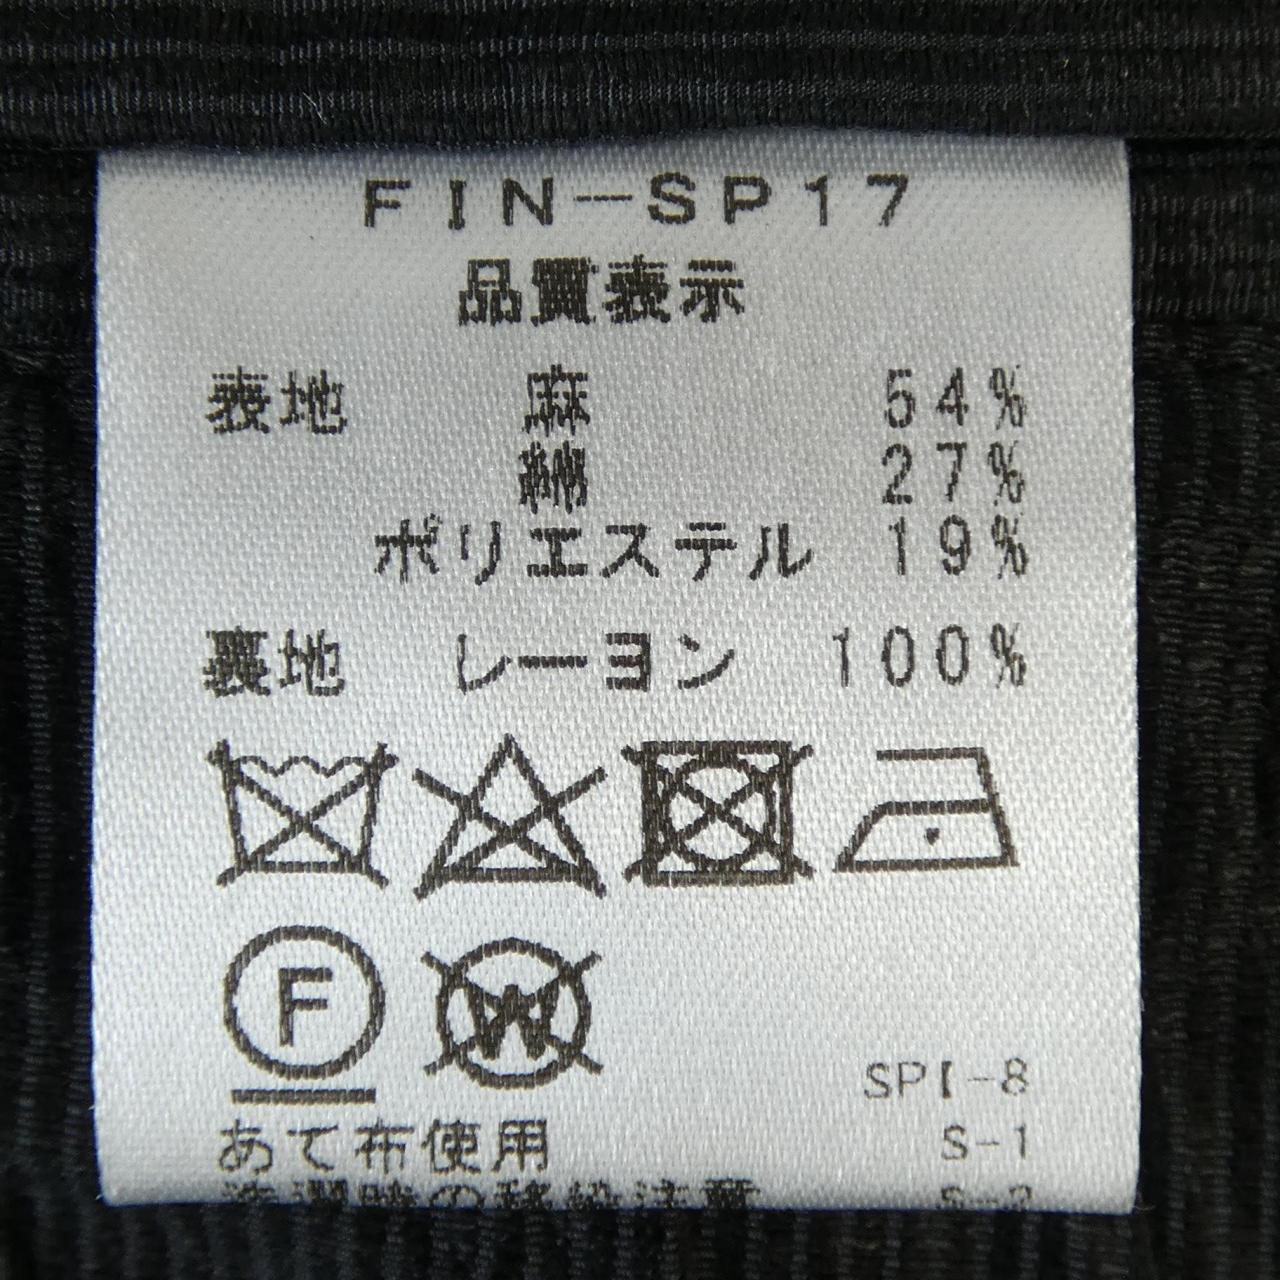 FIN-SP17
品質表示
表地 麻 54%
綿 27%
ポリエステル 19%
裏地 レーヨン 100%
F W
SPI-8
あて布使用 S-1